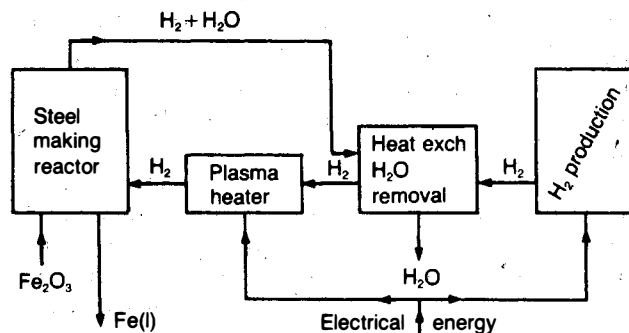 H₂ + H₂O
Steel
making
reactor
H₂
Plasma
heater
H₂
Heat exch
H₂O
removal
H₂
H₂ production
Fe₂O₃
Fe(l)
H₂O
Electrical energy